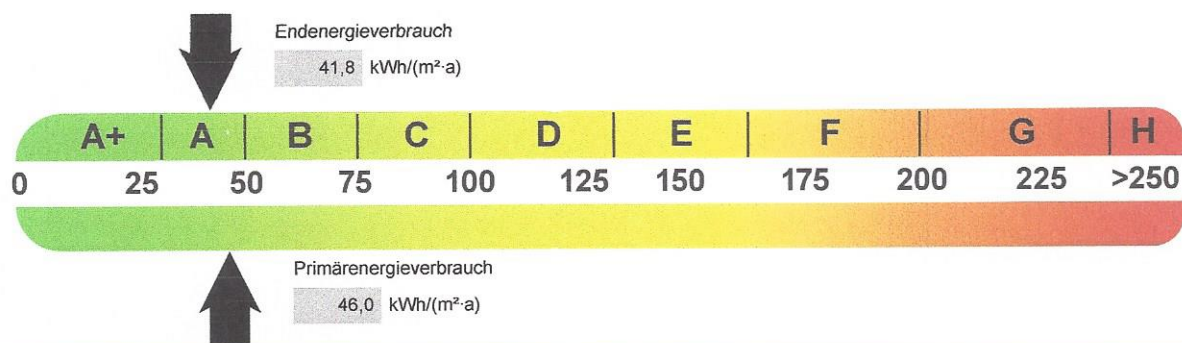 Endenergieverbrauch
41,8 kWh/(m²·a)
A+ A B C D E F G H
0 25 50 75 100 125 150 175 200 225 >250
Primärenergieverbrauch
46,0 kWh/(m²·a)